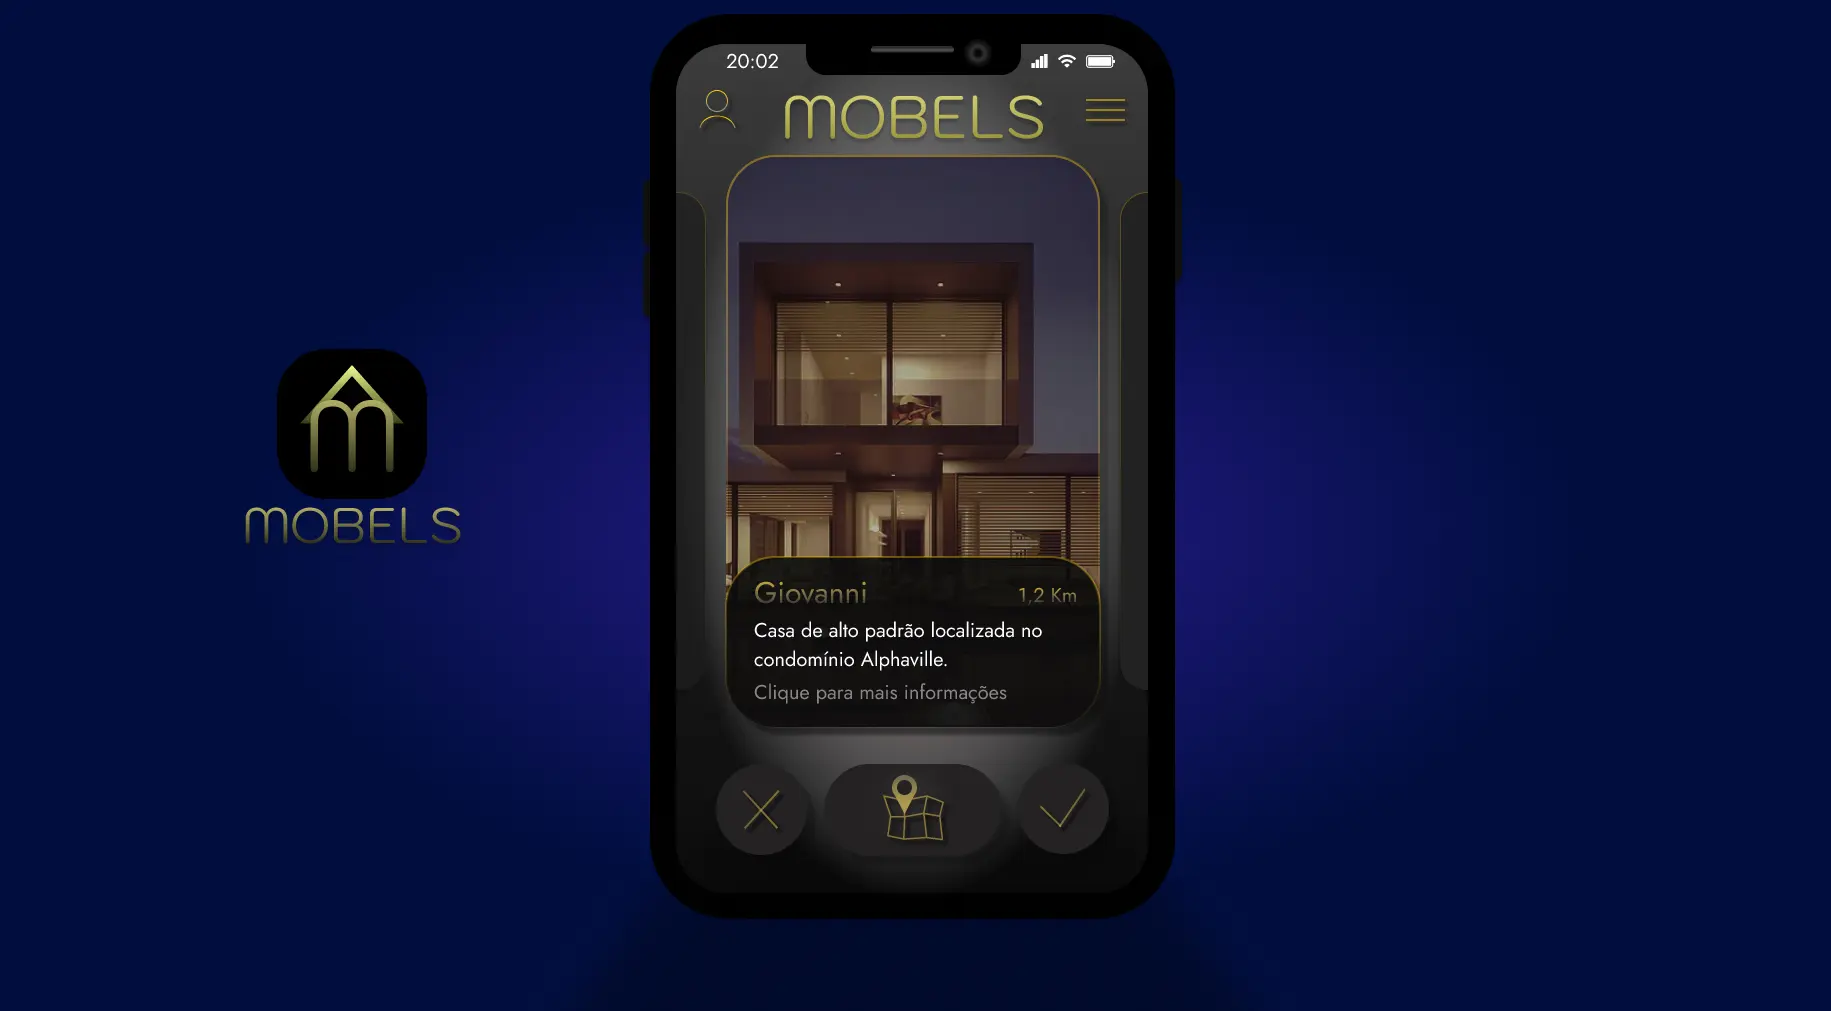 20:02
MOBELS
Giovanni
1,2 Km
Casa de alto padrão localizada no
condomínio Alphaville.
Clique para mais informações
MOBELS